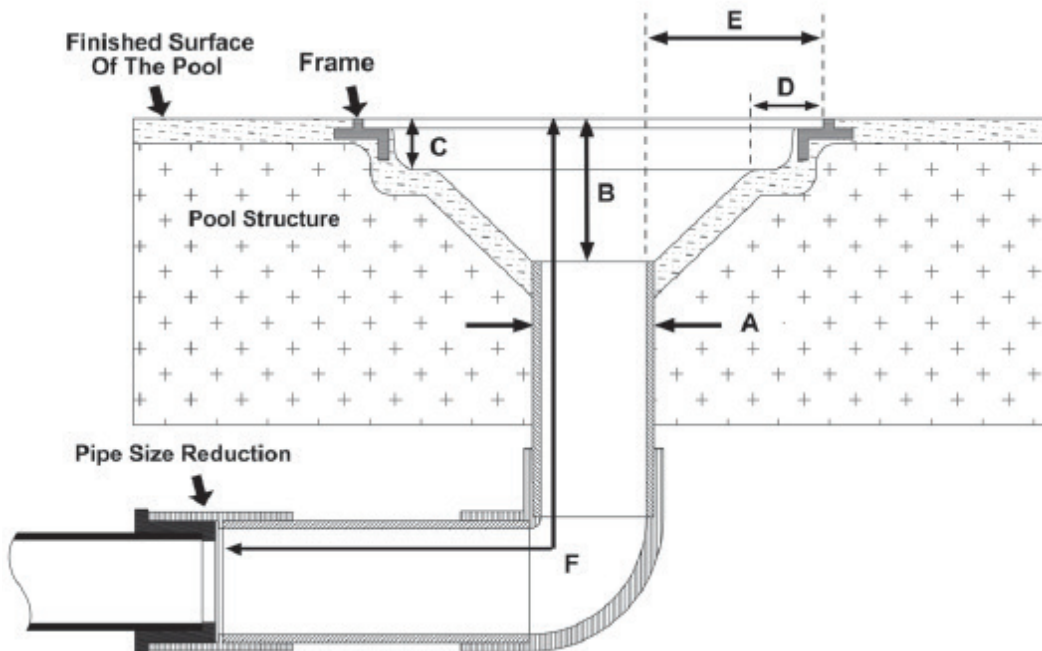 Finished Surface
Of The Pool
Frame
E
D
C
B
Pool Structure
A
Pipe Size Reduction
F